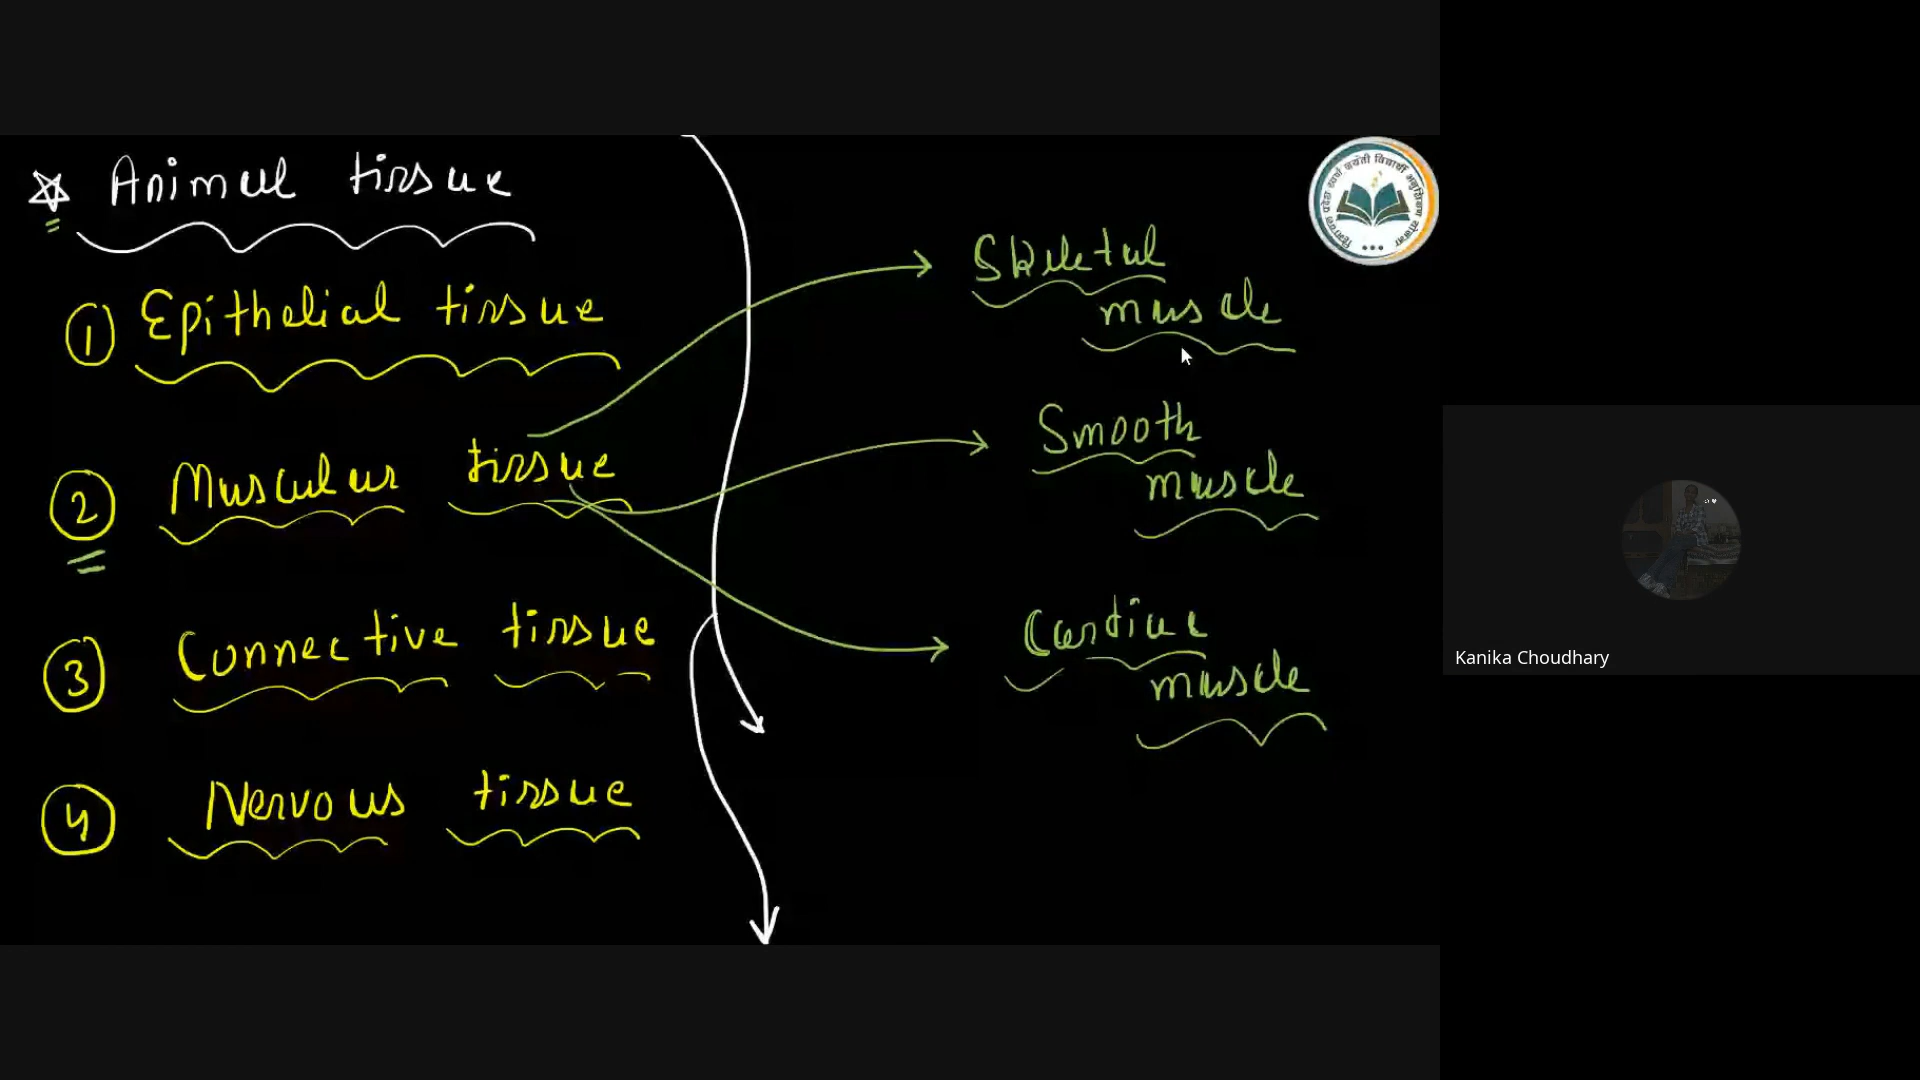 Animal tissue
① Epithelial tissue
② Muscular tissue
③ Connective tissue
④ Nervous tissue
Skeletal
muscle
Smooth
muscle
Cardiac
muscle
Kanika Choudhary